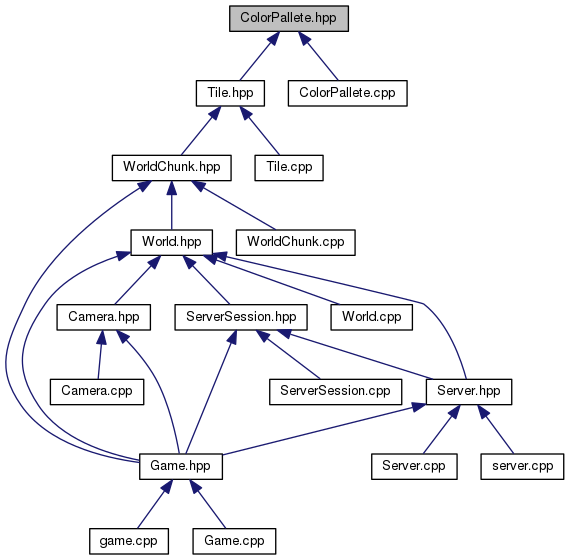 ColorPallete.hpp
Tile.hpp
ColorPallete.cpp
WorldChunk.hpp
Tile.cpp
World.hpp
WorldChunk.cpp
Camera.hpp
ServerSession.hpp
World.cpp
Camera.cpp
ServerSession.cpp
Server.hpp
Game.hpp
Server.cpp
server.cpp
game.cpp
Game.cpp